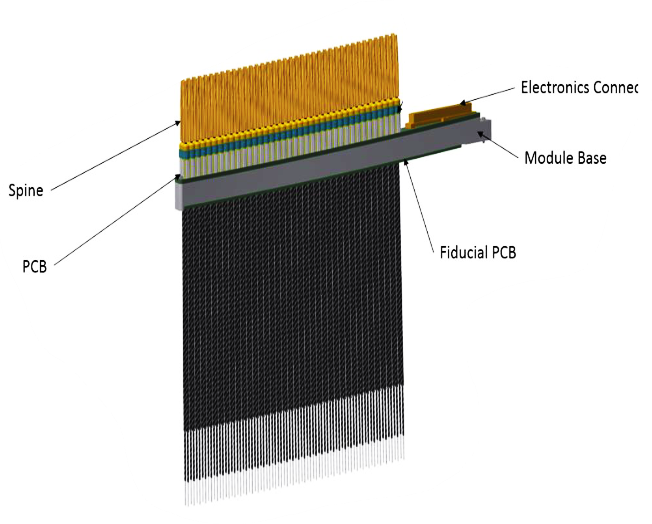 Electronics Connec
Module Base
Spine
Fiducial PCB
PCB